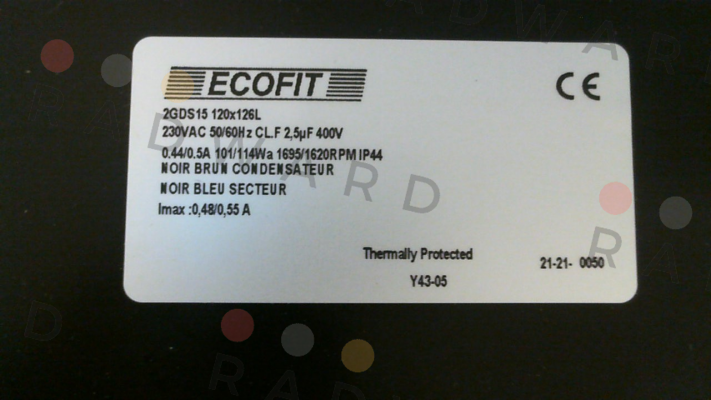 ECOFIT
CE
2GDS15 120x126L
230VAC 50/60Hz CL.F 2,5µF 400V
0.44/0.5A 101/114Wa 1695/1620RPM IP44
NOIR BRUN CONDENSATEUR
NOIR BLEU SECTEUR
Imax :0,48/0,55 A
Thermally Protected
21-21- 0050
Y43-05
RADWARD